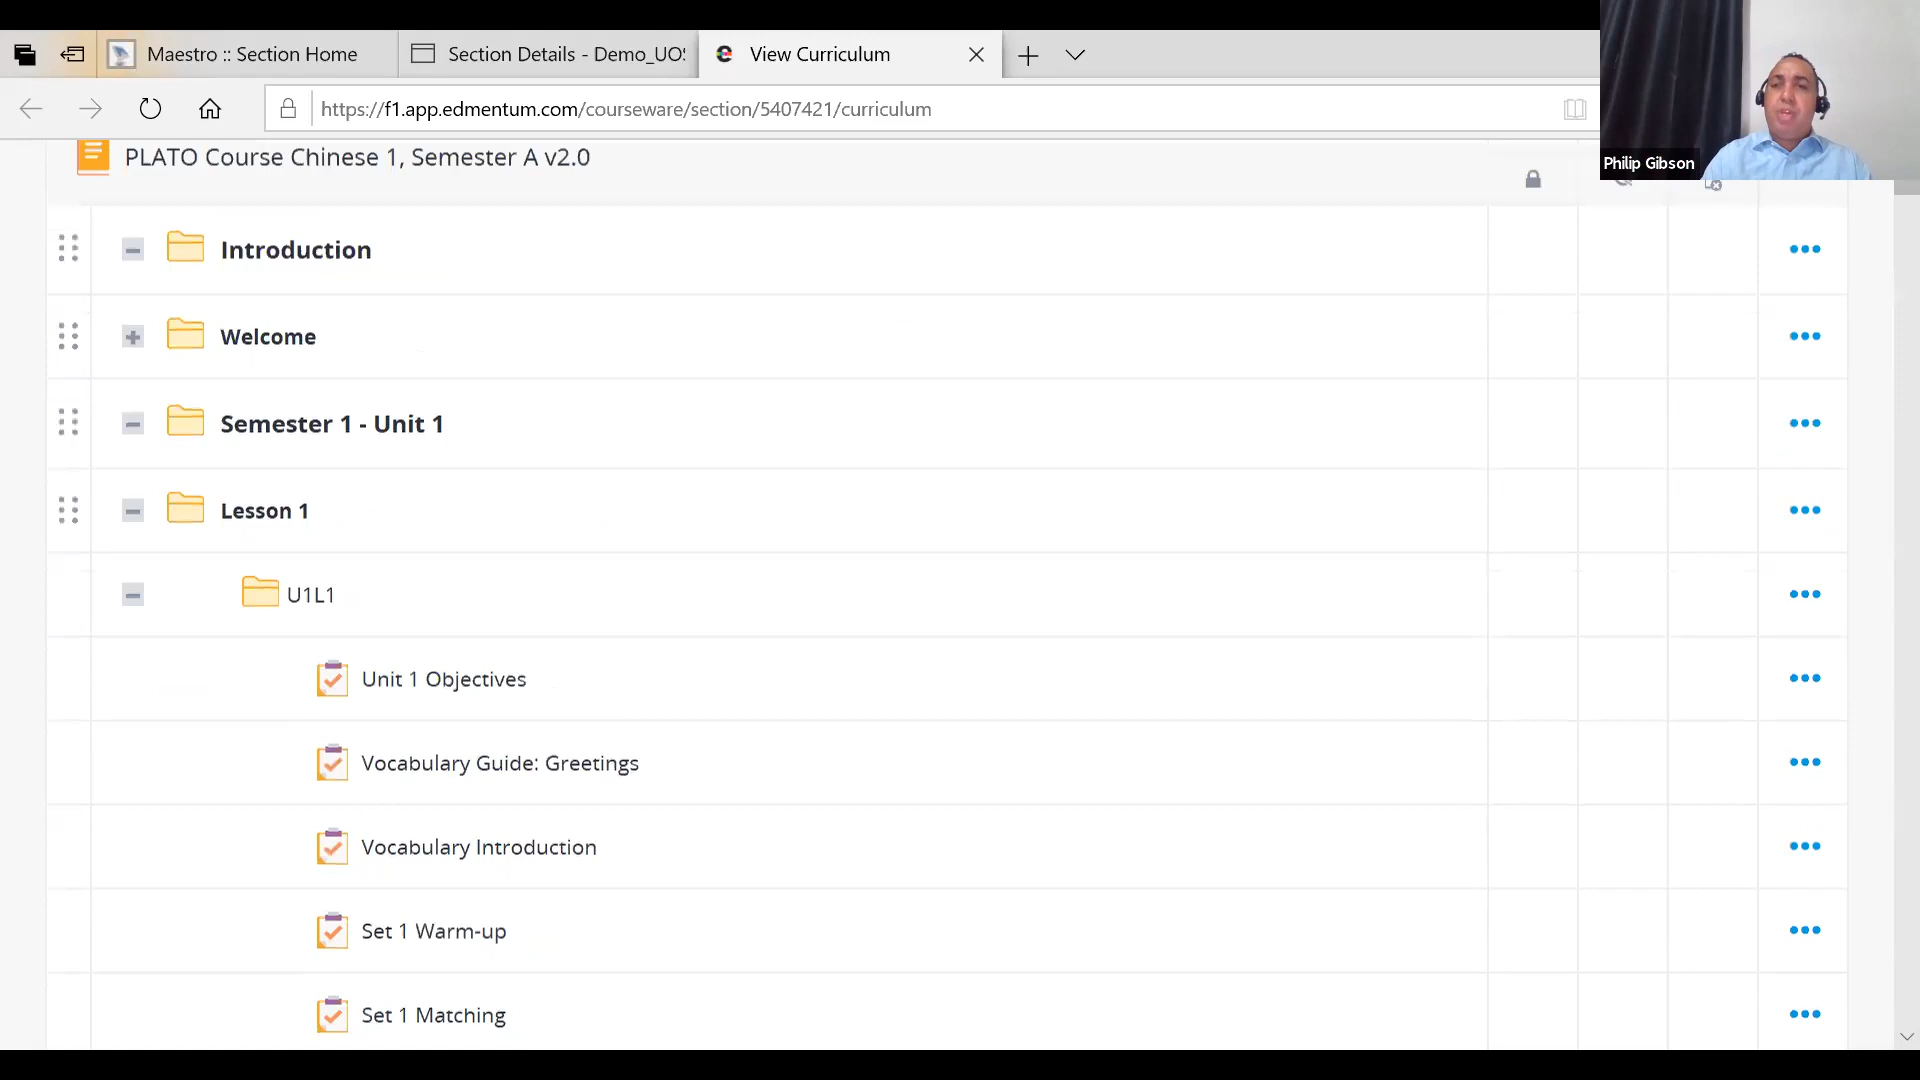 Maestro :: Section Home
Section Details - Demo_UO
View Curriculum
https://f1.app.edmentum.com/courseware/section/5407421/curriculum
Philip Gibson
PLATO Course Chinese 1, Semester A v2.0
Introduction
Welcome
Semester 1 - Unit 1
Lesson 1
U1L1
Unit 1 Objectives
Vocabulary Guide: Greetings
Vocabulary Introduction
Set 1 Warm-up
Set 1 Matching